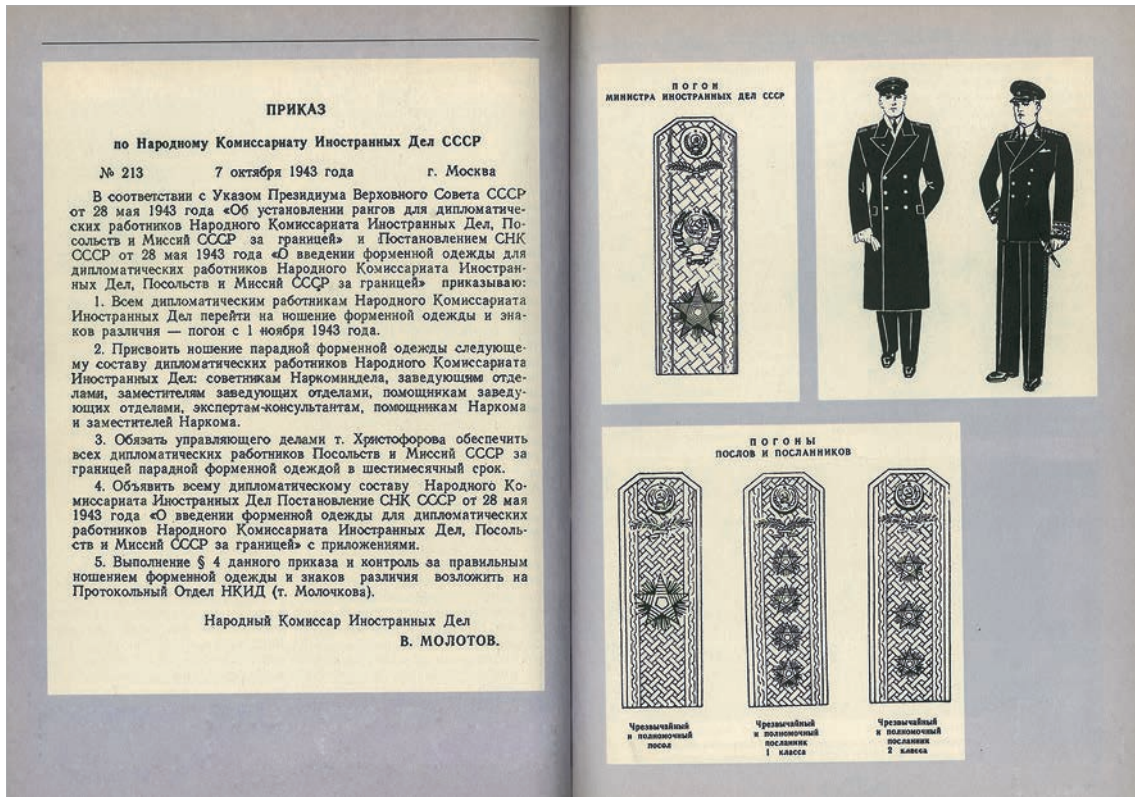 ПРИКАЗ
по Народному Комиссариату Иностранных Дел СССР
№ 213 7 октября 1943 года г. Москва
В соответствии с Указом Президиума Верховного Совета СССР
от 28 мая 1943 года «Об установлении рангов для дипломатиче-
ских работников Народного Комиссариата Иностранных Дел, По-
сольств и Миссий СССР за границей» и Постановлением СНК
СССР от 28 мая 1943 года «О введении форменной одежды для
дипломатических работников Народного Комиссариата Иностран-
ных Дел, Посольств и Миссий СССР за границей» приказываю:
1. Всем дипломатическим работникам Народного Комиссариата
Иностранных Дел перейти на ношение форменной одежды и зна-
ков различия — погон с 1 ноября 1943 года.
2. Присвоить ношение парадной форменной одежды следующе-
му составу дипломатических работников Народного Комиссариата
Иностранных Дел: советникам Наркоминдела, заведующим отде-
лами, заместителям заведующих отделами, помощникам заведу-
ющих отделами, экспертам-консультантам, помощникам Наркома
и заместителей Наркома.
3. Обязать управляющего делами т. Христофорова обеспечить
всех дипломатических работников Посольств и Миссий СССР за
границей парадной форменной одеждой в шестимесячный срок.
4. Объявить всему дипломатическому составу Народного Ко-
миссариата Иностранных Дел Постановление СНК СССР от 28 мая
1943 года «О введении форменной одежды для дипломатических
работников Народного Комиссариата Иностранных Дел, Посоль-
ств и Миссий СССР за границей» с приложениями.
5. Выполнение § 4 данного приказа и контроль за правильным
ношением форменной одежды и знаков различия возложить на
Протокольный Отдел НКИД (т. Молочкова).
Народный Комиссар Иностранных Дел
В. МОЛОТОВ.
ПОГОН
МИНИСТРА ИНОСТРАННЫХ ДЕЛ СССР
ПОГОНЫ
ПОСЛОВ И ПОСЛАННИКОВ
Чрезвычайный
и полномочный
посол
Чрезвычайный
и полномочный
посланник
1 класса
Чрезвычайный
и полномочный
посланник
2 класса